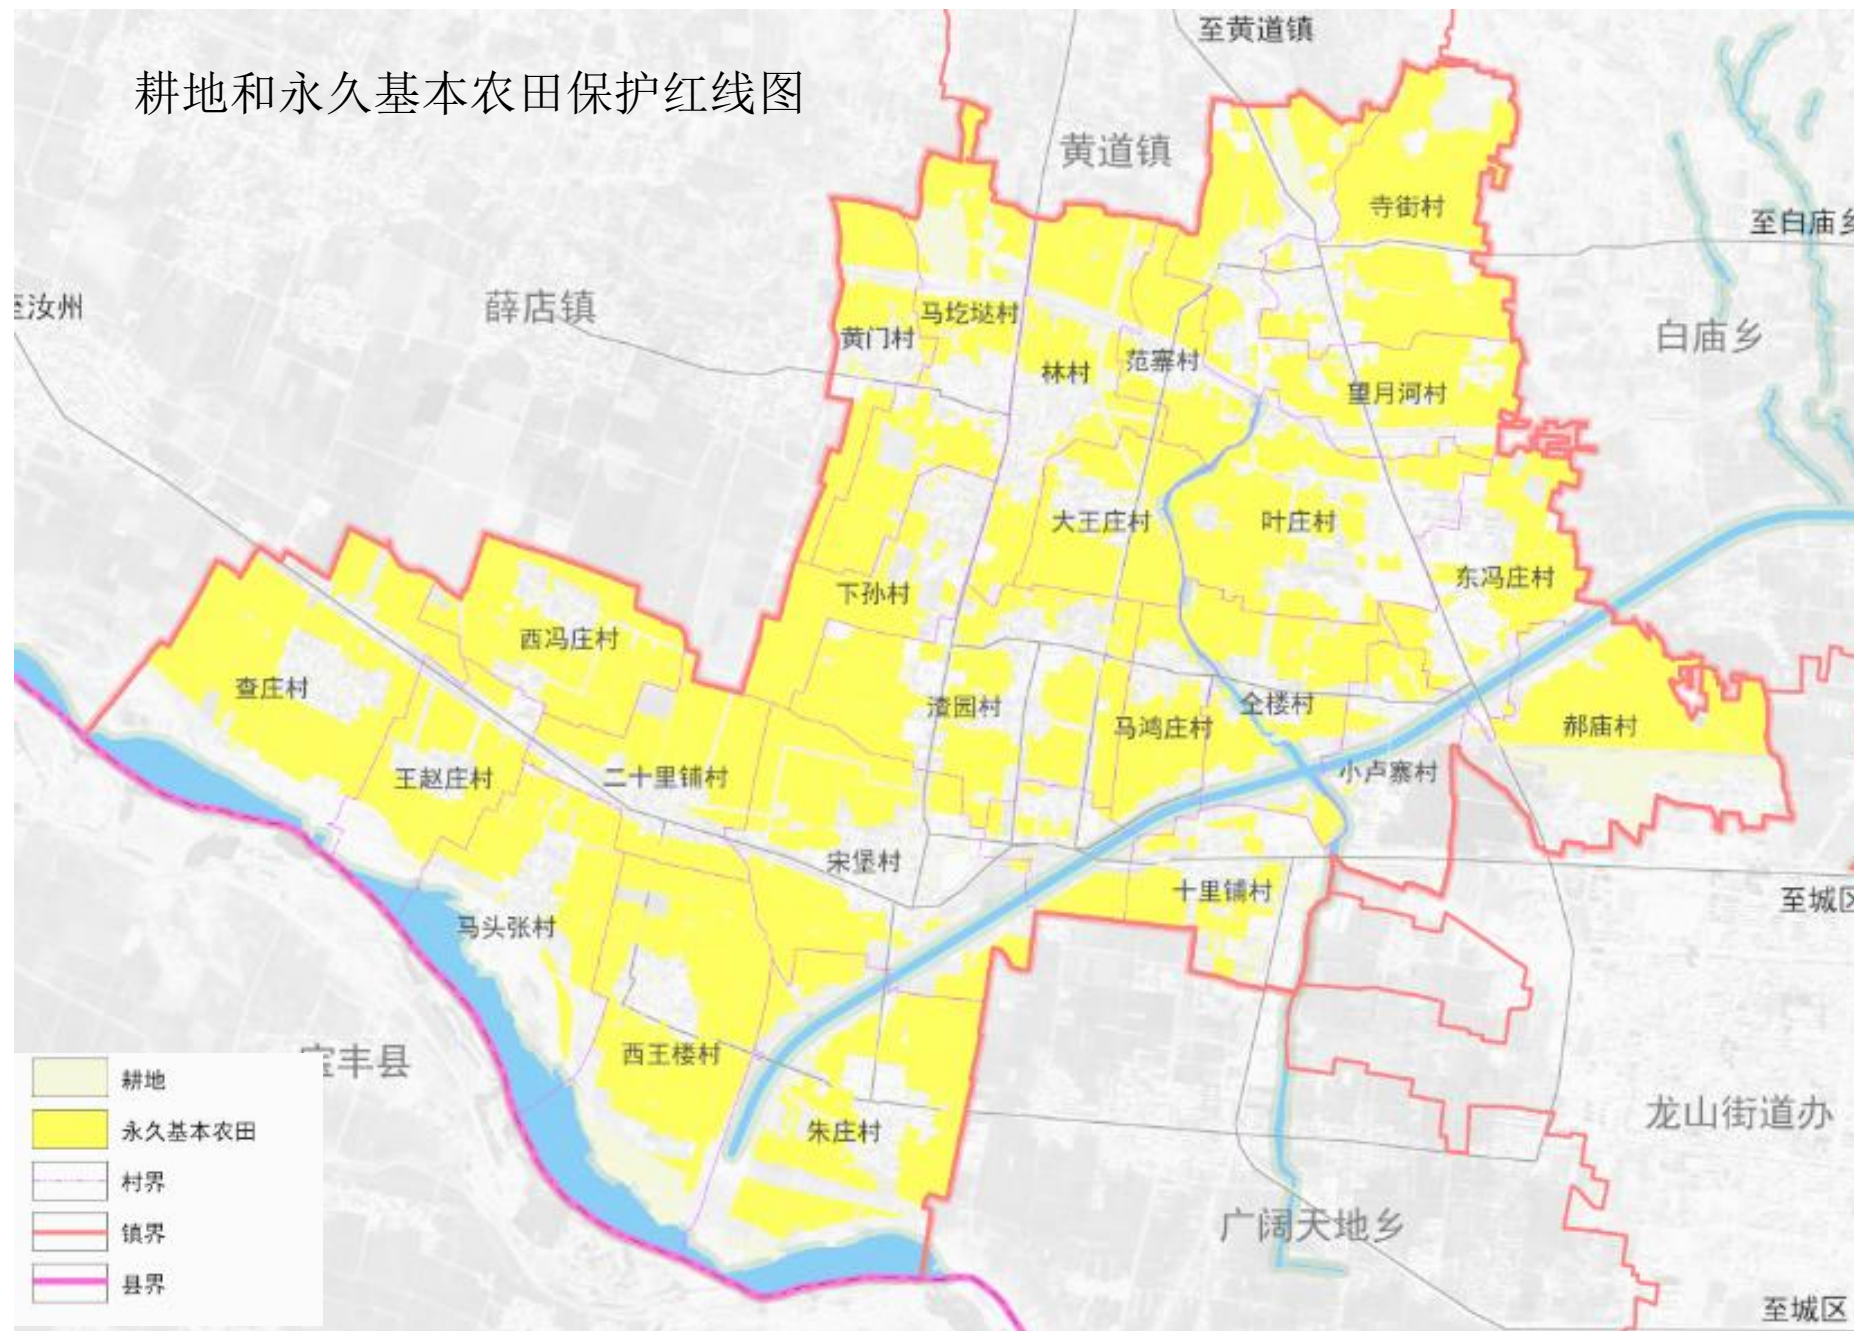 至黄道镇
耕地和永久基本农田保护红线图
黄道镇
寺街村
至白庙乡
至汝州
薛店镇
马圪垯村
黄门村
白庙乡
林村
范寨村
望月河村
大王庄村
叶庄村
东冯庄村
下孙村
西冯庄村
查庄村
渣园村
仝楼村
马鸿庄村
郝庙村
王赵庄村
二十里铺村
小卢寨村
宋堡村
十里铺村
至城区
马头张村
西王楼村
宝丰县
朱庄村
龙山街道办
广阔天地乡
至城区
耕地
永久基本农田
村界
镇界
县界